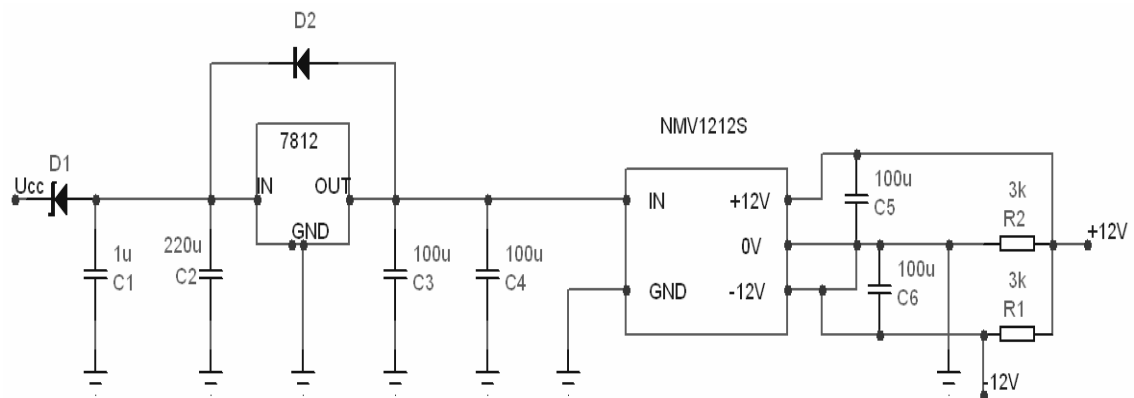 D2
7812
NMV1212S
D1
Ucc
IN
OUT
GND
1u
C1
220u
C2
100u
C3
100u
C4
IN
GND
+12V
0V
-12V
100u
C5
100u
C6
3k
R2
+12V
3k
R1
-12V